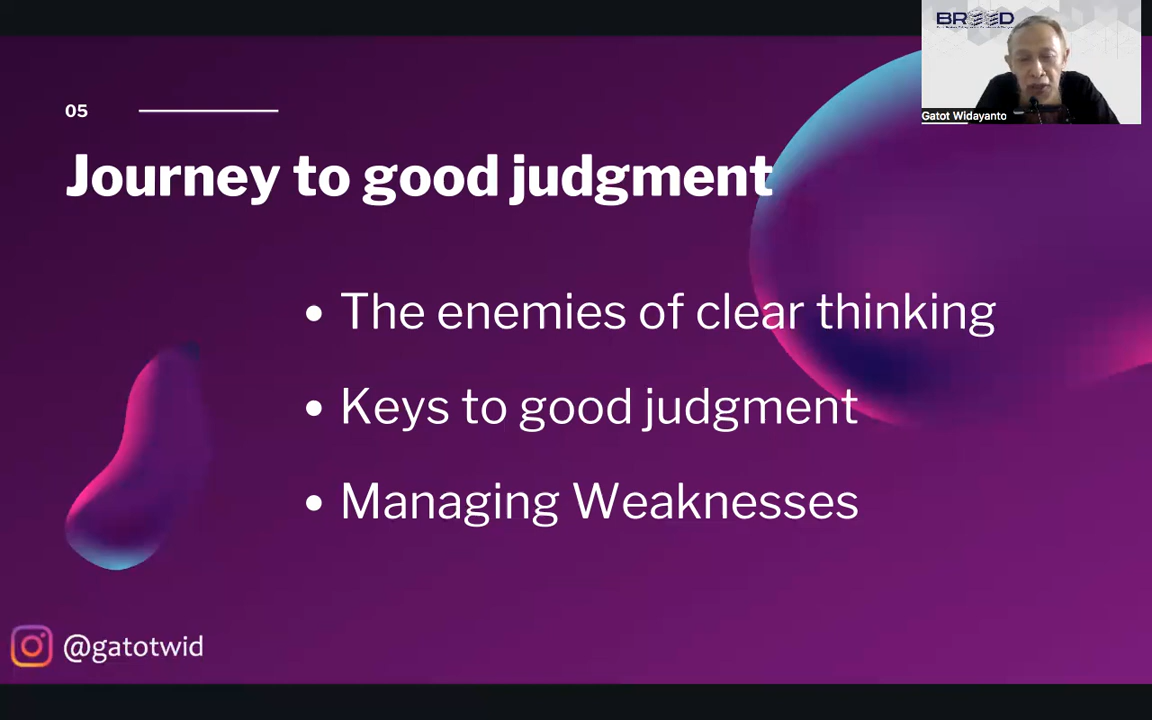 BREED
Gatot Widayanto
05
Journey to good judgment
• The enemies of clear thinking
• Keys to good judgment
• Managing Weaknesses
@gatotwid